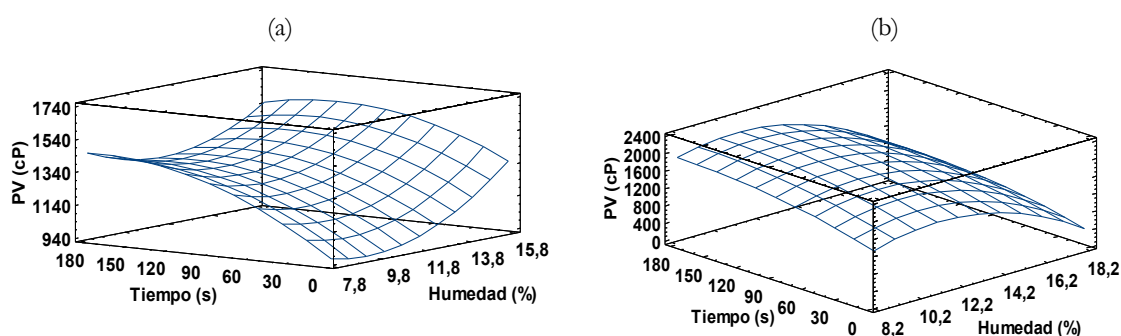 (a)
(b)
PV (cP)
1740
1540
1340
1140
940
180 150 120 90 60 30 0
Tiempo (s)
7,8 9,8 11,8 13,8 15,8
Humedad (%)
PV (cP)
2400
2000
1600
1200
800
400
0
180 150 120 90 60 30 0
Tiempo (s)
8,2 10,2 12,2 14,2 16,2 18,2
Humedad (%)